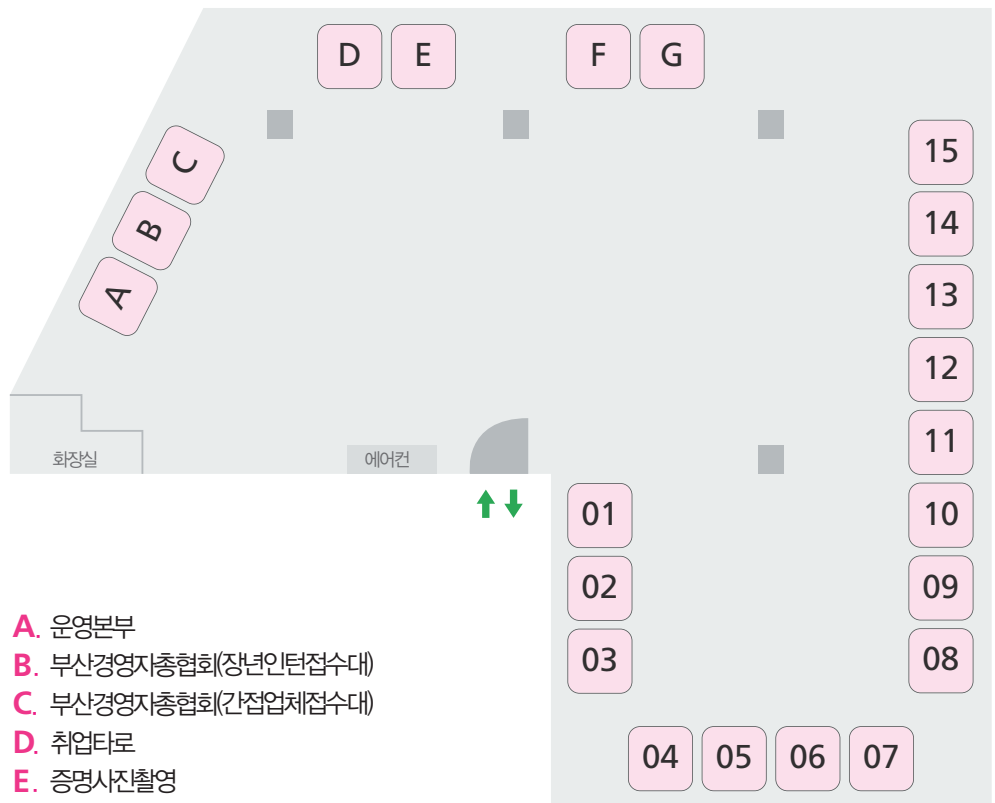 D E F G
C
B
A
15
14
13
12
11
화장실 에어컨
01 10
02 09
03 08
04 05 06 07
A. 운영본부
B. 부산경영자총협회(장년인턴접수대)
C. 부산경영자총협회(간접업체접수대)
D. 취업타로
E. 증명사진촬영